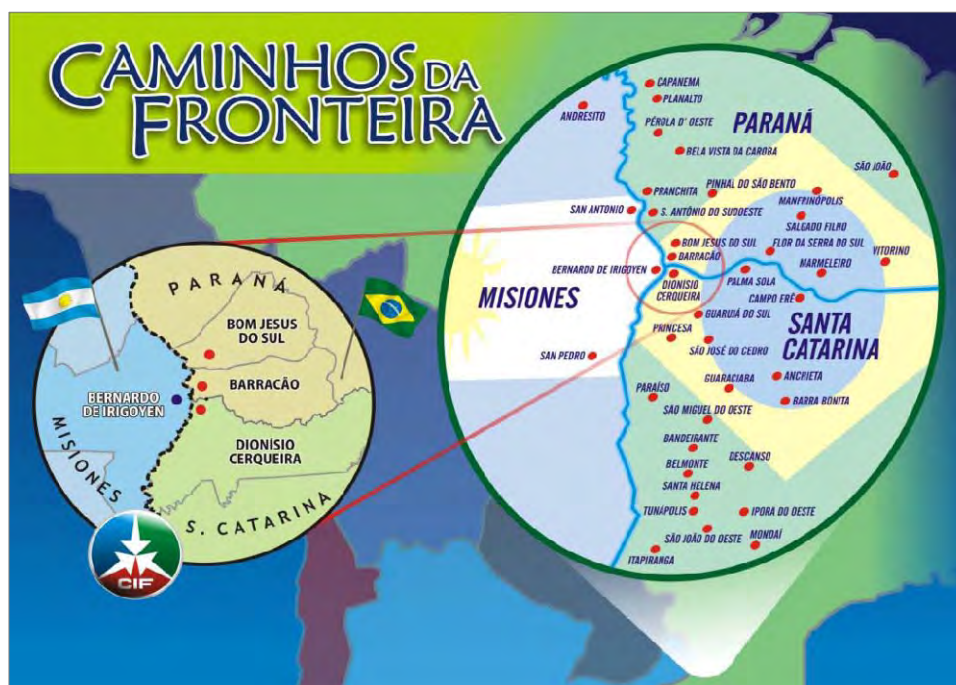 CAMINHOS DA
FRONTEIRA
PARANÁ
BOM JESUS
DO SUL
BARRACÃO
BERNARDO
DE IRIGOYEN
DIONÍSIO
CERQUEIRA
MISIONES
S. CATARINA
CIF
CAPANEMA
PLANALTO
ANDRESITO
PÉROLA D' OESTE
PARANÁ
BELA VISTA DA CAROBA
SÃO JOÃO
PRANCHITA
PINHAL DO SÃO BENTO
MANFRINÓPOLIS
SAN ANTONIO
S. ANTÔNIO DO SUDOESTE
SALGADO FILHO
BOM JESUS DO SUL
FLOR DA SERRA DO SUL
VITORINO
BARRACÃO
BERNARDO DE IRIGOYEN
DIONÍSIO
CERQUEIRA
PALMA SOLA
MARMELEIRO
MISIONES
CAMPO ERÊ
GUARUJÁ DO SUL
PRINCESA
SANTA
CATARINA
SAN PEDRO
SÃO JOSÉ DO CEDRO
GUARACIABA
ANCHIETA
PARAÍSO
BARRA BONITA
SÃO MIGUEL DO OESTE
BANDEIRANTE
DESCANSO
BELMONTE
SANTA HELENA
TUNÁPOLIS
IPORA DO OESTE
SÃO JOÃO DO OESTE
MONDAÍ
ITAPIRANGA